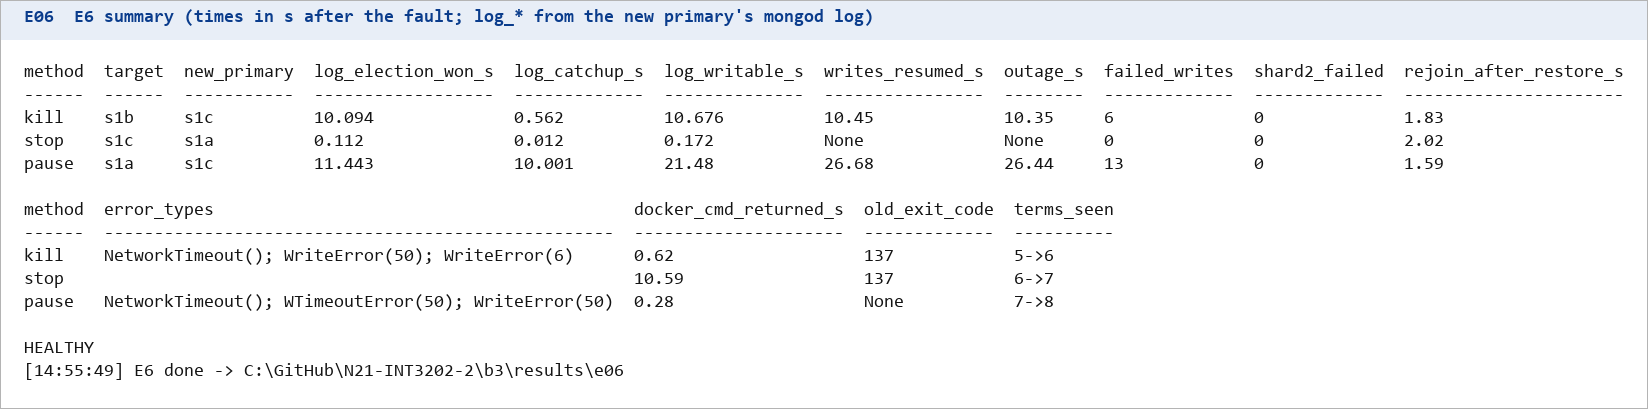 E06  E6 summary (times in s after the fault; log_* from the new primary's mongod log)
method  target  new_primary  log_election_won_s  log_catchup_s  log_writable_s  writes_resumed_s  outage_s  failed_writes  shard2_failed  rejoin_after_restore_s
------  ------  -----------  ------------------  -------------  --------------  ----------------  --------  -------------  -------------  ----------------------
kill    s1b     s1c          10.094              0.562          10.676          10.45             10.35     6              0              1.83
stop    s1c     s1a          0.112               0.012          0.172           None              None      0              0              2.02
pause   s1a     s1c          11.443              10.001         21.48           26.68             26.44     13             0              1.59
method  error_types                                          docker_cmd_returned_s  old_exit_code  terms_seen
------  ---------------------------------------------------  ---------------------  -------------  ----------
kill    NetworkTimeout(); WriteError(50); WriteError(6)      0.62                   137            5->6
stop                                                         10.59                  137            6->7
pause   NetworkTimeout(); WTimeoutError(50); WriteError(50)  0.28                   None           7->8
HEALTHY
[14:55:49] E6 done -> C:\GitHub\N21-INT3202-2\b3\results\e06